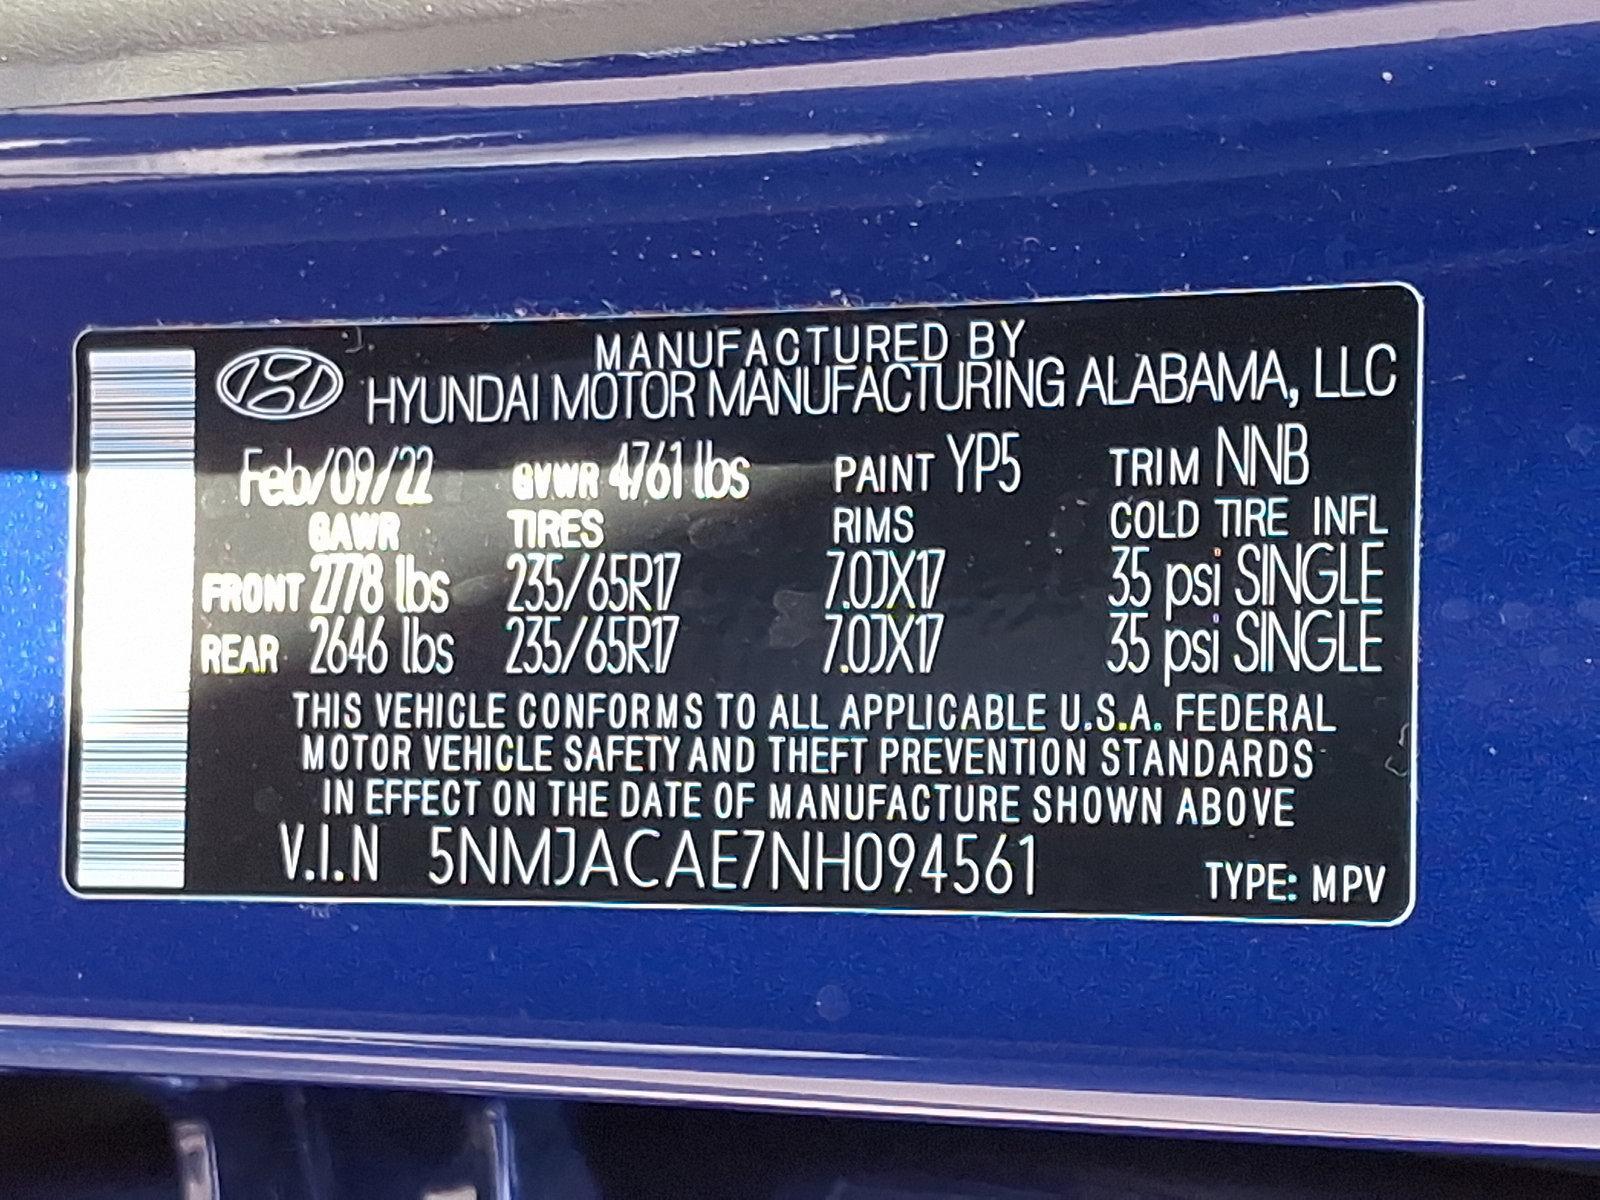 MANUFACTURED BY
HYUNDAI MOTOR MANUFACTURING ALABAMA, LLC
Feb/09/22 GVWR 4761 lbs PAINT YP5 TRIM NNB
GAWR TIRES RIMS COLD TIRE INFL
FRONT 2778 lbs 235/65R17 7.0JX17 35 psi SINGLE
REAR 2646 lbs 235/65R17 7.0JX17 35 psi SINGLE
THIS VEHICLE CONFORMS TO ALL APPLICABLE U.S.A. FEDERAL
MOTOR VEHICLE SAFETY AND THEFT PREVENTION STANDARDS
IN EFFECT ON THE DATE OF MANUFACTURE SHOWN ABOVE
V.I.N 5NMJACAE7NH094561 TYPE: MPV